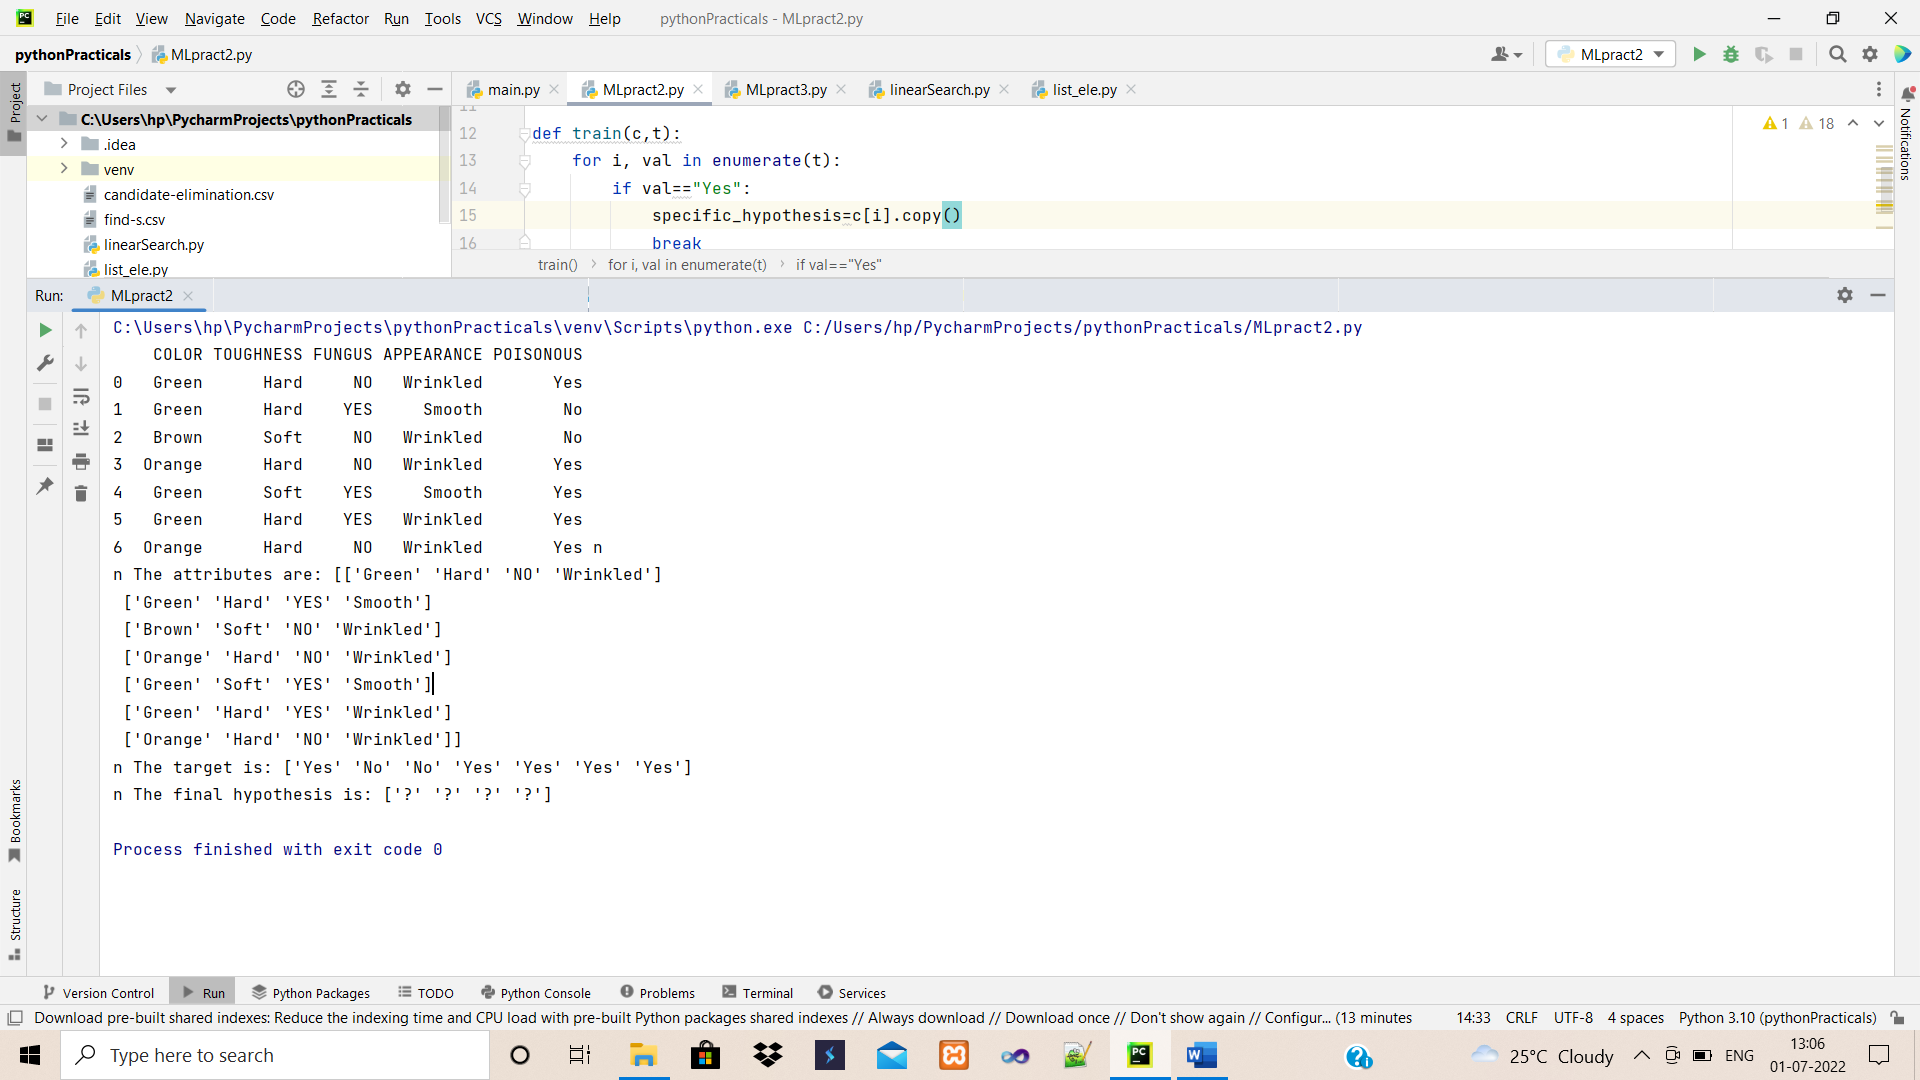 File Edit View Navigate Code Refactor Run Tools VCS Window Help pythonPracticals - MLpract2.py
pythonPracticals MLpract2.py MLpract2
Project Files main.py MLpract2.py MLpract3.py linearSearch.py list_ele.py
Project
Notifications
C:\Users\hp\PycharmProjects\pythonPracticals
.idea
venv
candidate-elimination.csv
find-s.csv
linearSearch.py
list_ele.py
11
12 def train(c,t):
13 for i, val in enumerate(t):
14 if val=="Yes":
15 specific_hypothesis=c[i].copy()
16 break
1 18
train() for i, val in enumerate(t) if val=="Yes"
Run: MLpract2
C:\Users\hp\PycharmProjects\pythonPracticals\venv\Scripts\python.exe C:/Users/hp/PycharmProjects/pythonPracticals/MLpract2.py
COLOR TOUGHNESS FUNGUS APPEARANCE POISONOUS
0 Green Hard NO Wrinkled Yes
1 Green Hard YES Smooth No
2 Brown Soft NO Wrinkled No
3 Orange Hard NO Wrinkled Yes
4 Green Soft YES Smooth Yes
5 Green Hard YES Wrinkled Yes
6 Orange Hard NO Wrinkled Yes n
n The attributes are: [['Green' 'Hard' 'NO' 'Wrinkled']
['Green' 'Hard' 'YES' 'Smooth']
['Brown' 'Soft' 'NO' 'Wrinkled']
['Orange' 'Hard' 'NO' 'Wrinkled']
['Green' 'Soft' 'YES' 'Smooth']
['Green' 'Hard' 'YES' 'Wrinkled']
['Orange' 'Hard' 'NO' 'Wrinkled']]
n The target is: ['Yes' 'No' 'No' 'Yes' 'Yes' 'Yes' 'Yes']
n The final hypothesis is: ['?' '?' '?' '?']
Process finished with exit code 0
Bookmarks
Structure
Version Control Run Python Packages TODO Python Console Problems Terminal Services
Download pre-built shared indexes: Reduce the indexing time and CPU load with pre-built Python packages shared indexes // Always download // Download once // Don't show again // Configur... (13 minutes 14:33 CRLF UTF-8 4 spaces Python 3.10 (pythonPracticals)
Type here to search 25°C Cloudy ENG 13:06
01-07-2022